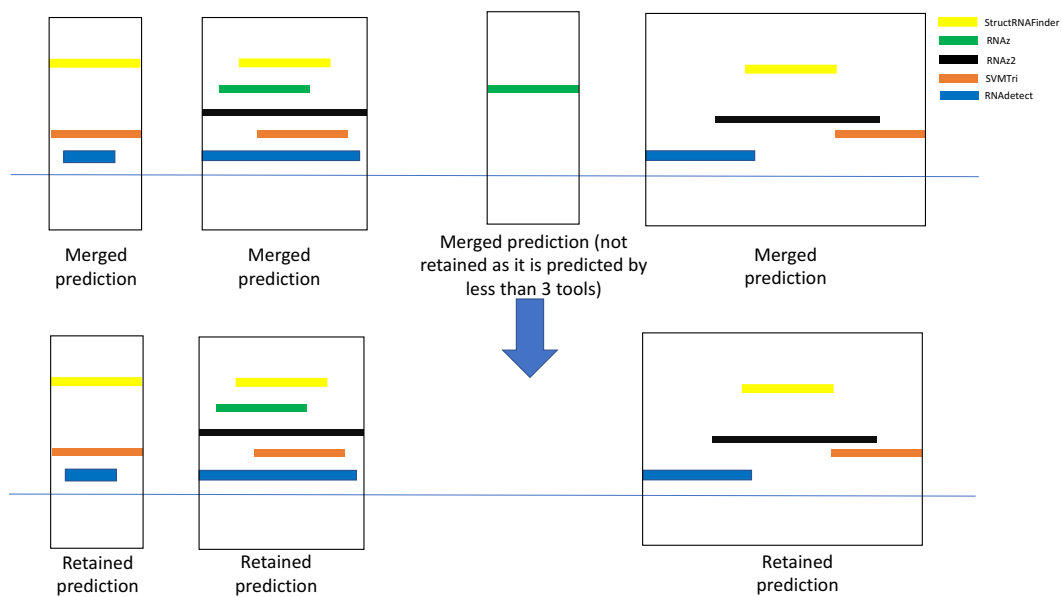 StructRNAFinder
RNAz
RNAz2
SVMTri
RNAdetect
Merged
prediction
Merged
prediction
Merged prediction (not
retained as it is predicted by
less than 3 tools)
Merged
prediction
Retained
prediction
Retained
prediction
Retained
prediction